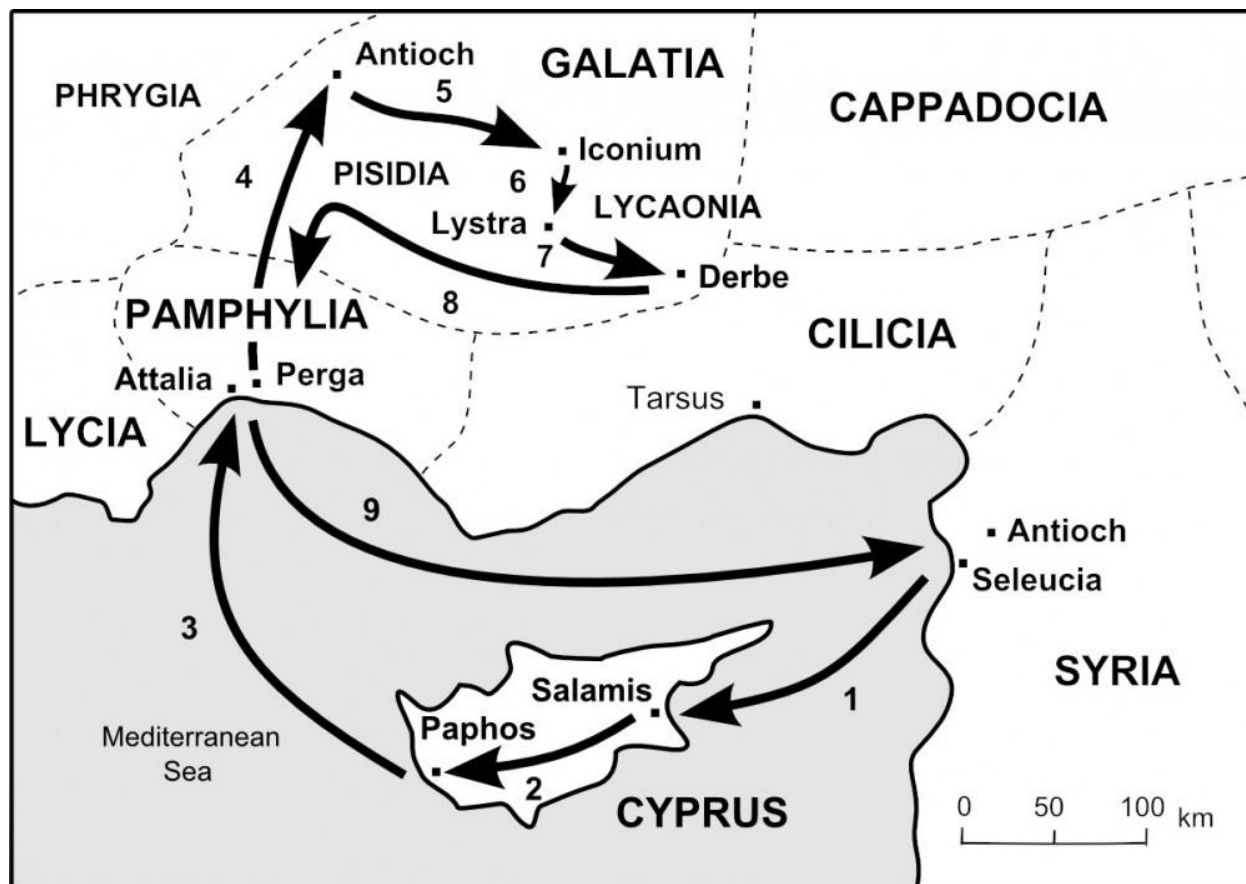 Antioch
GALATIA
5
PHRYGIA
CAPPADOCIA
Iconium
4
PISIDIA
6
LYCAONIA
Lystra
7
Derbe
8
PAMPHYLIA
CILICIA
Attalia
Perga
Tarsus
LYCIA
9
Antioch
Seleucia
3
SYRIA
Salamis
1
Paphos
Mediterranean
Sea
2
CYPRUS
0 50 100 km